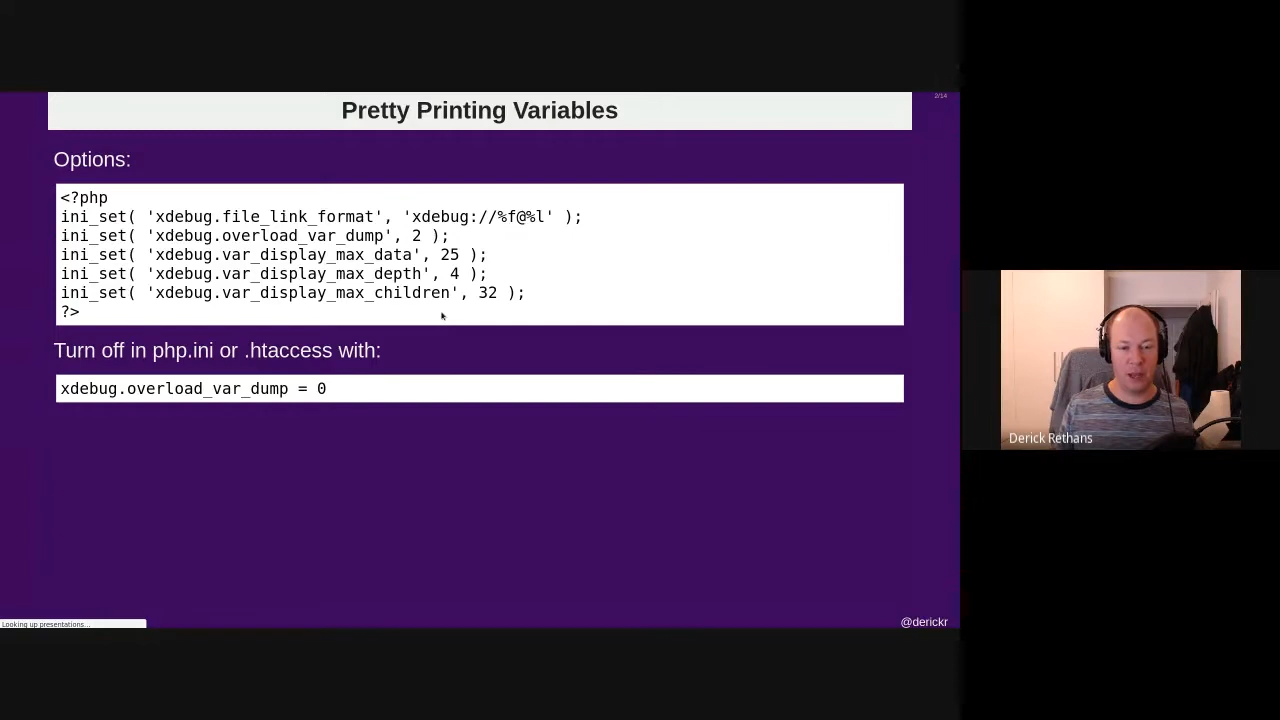 Pretty Printing Variables
2/14
Options:
<?php
ini_set( 'xdebug.file_link_format', 'xdebug://%f@%l' );
ini_set( 'xdebug.overload_var_dump', 2 );
ini_set( 'xdebug.var_display_max_data', 25 );
ini_set( 'xdebug.var_display_max_depth', 4 );
ini_set( 'xdebug.var_display_max_children', 32 );
?>
Turn off in php.ini or .htaccess with:
xdebug.overload_var_dump = 0
Derick Rethans
Looking up presentations...
@derickr